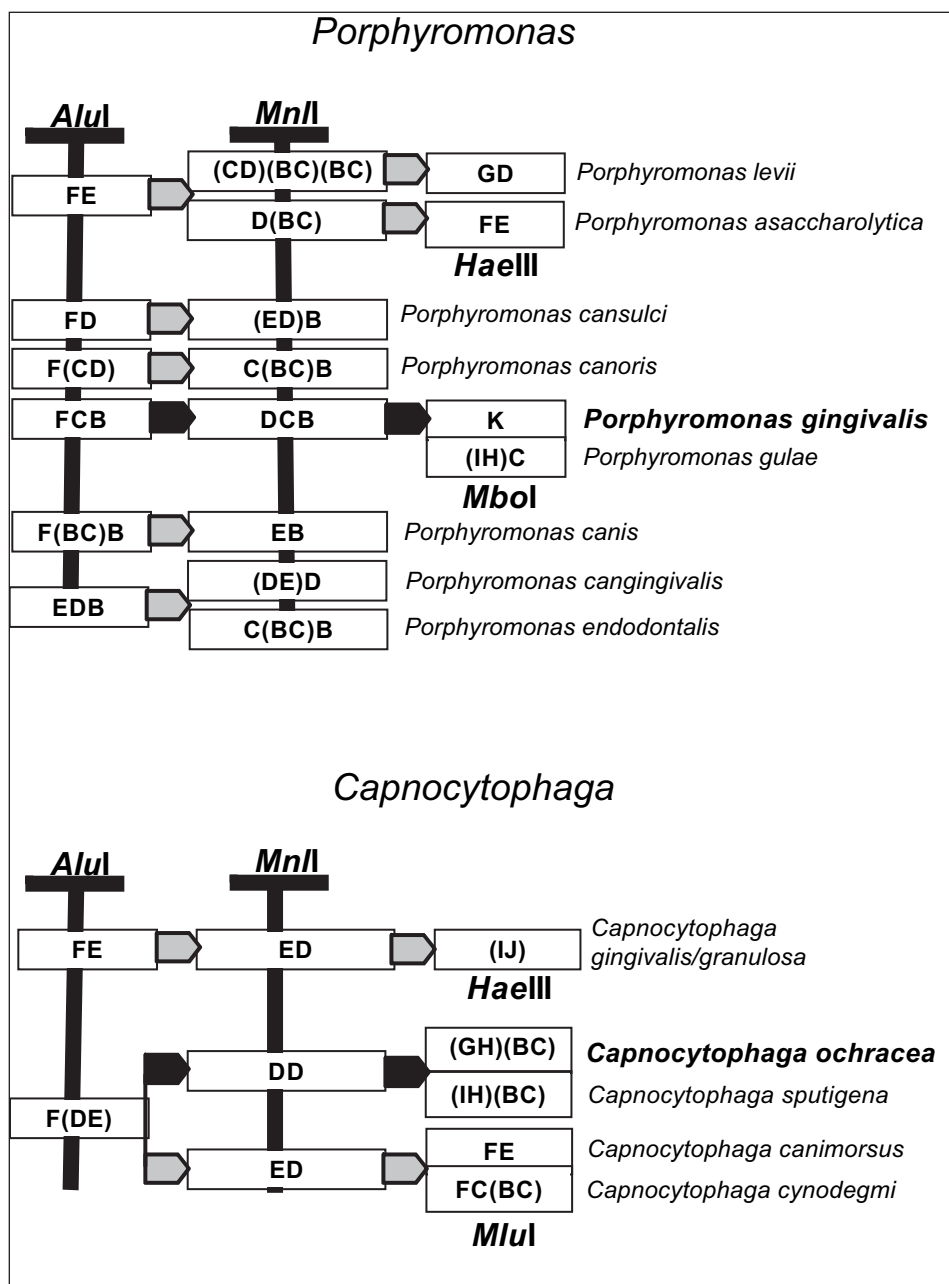 Porphyromonas
AluI
MnlI
(CD)(BC)(BC)
GD
Porphyromonas levii
FE
D(BC)
FE
Porphyromonas asaccharolytica
HaeIII
FD
(ED)B
Porphyromonas cansulci
F(CD)
C(BC)B
Porphyromonas canoris
FCB
DCB
K
Porphyromonas gingivalis
(IH)C
Porphyromonas gulae
MboI
F(BC)B
EB
Porphyromonas canis
EDB
(DE)D
Porphyromonas cangingivalis
C(BC)B
Porphyromonas endodontalis
Capnocytophaga
AluI
MnlI
FE
ED
(IJ)
Capnocytophaga
gingivalis/granulosa
HaeIII
F(DE)
DD
(GH)(BC)
Capnocytophaga ochracea
(IH)(BC)
Capnocytophaga sputigena
ED
FE
Capnocytophaga canimorsus
FC(BC)
Capnocytophaga cynodegmi
MluI